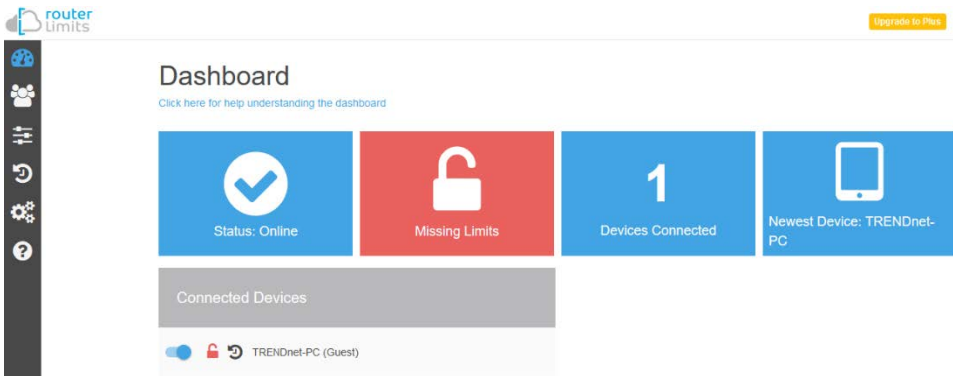 router
Limits
Upgrade to Plus
Dashboard
Click here for help understanding the dashboard
Status: Online
Missing Limits
1
Devices Connected
Newest Device: TRENDnet-
PC
Connected Devices
TRENDnet-PC (Guest)